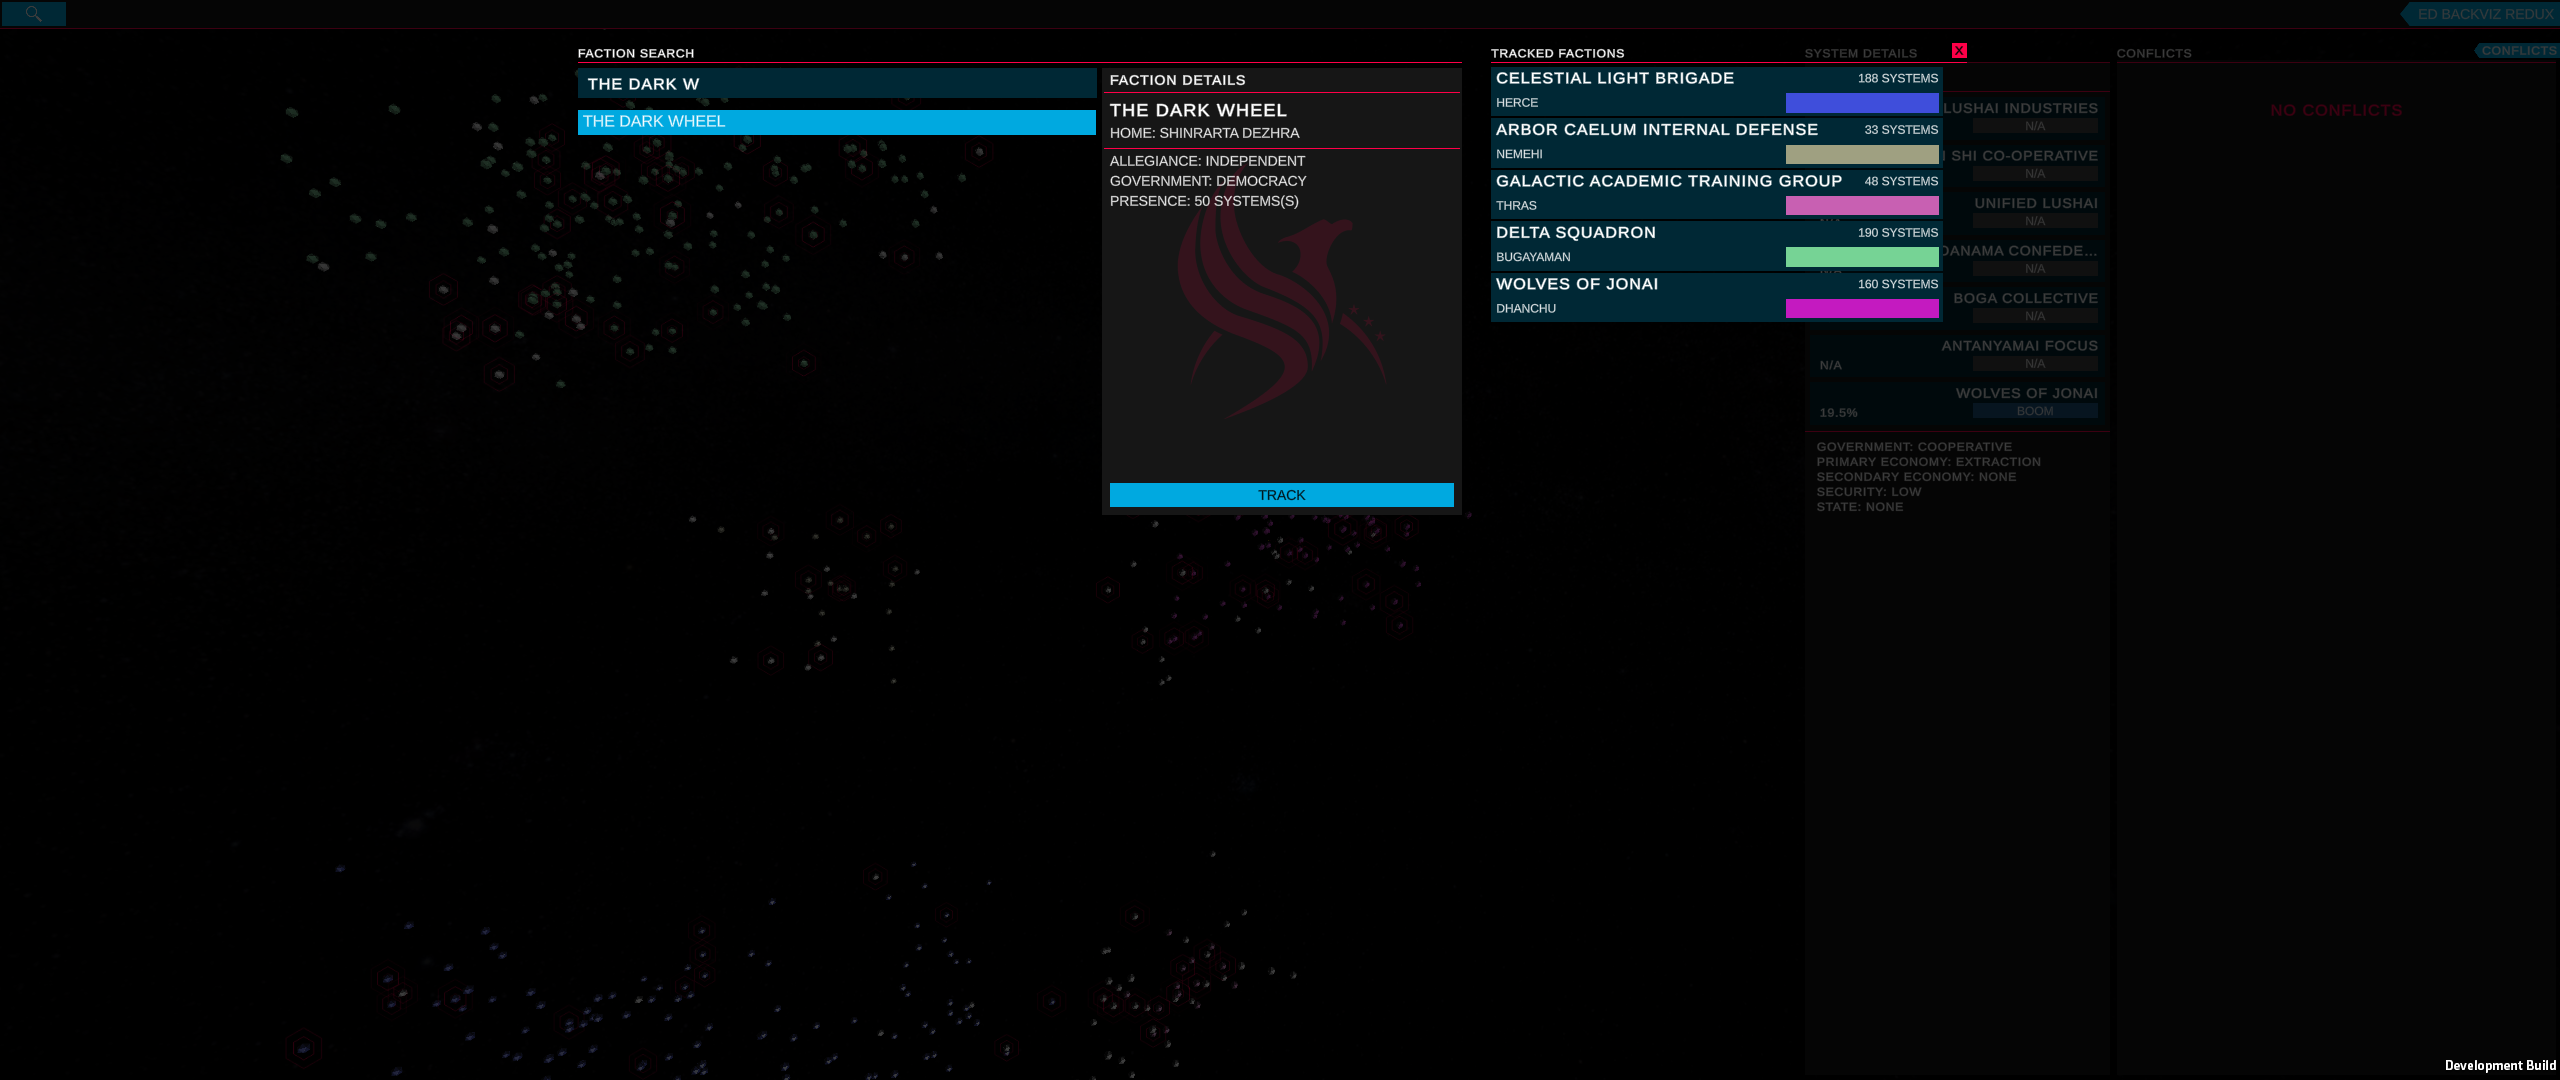 ED BACKVIZ REDUX
FACTION SEARCH
THE DARK W
THE DARK WHEEL
FACTION DETAILS
THE DARK WHEEL
HOME: SHINRARTA DEZHRA
ALLEGIANCE: INDEPENDENT
GOVERNMENT: DEMOCRACY
PRESENCE: 50 SYSTEMS(S)
TRACK
TRACKED FACTIONS
X
CELESTIAL LIGHT BRIGADE 188 SYSTEMS
HERCE
ARBOR CAELUM INTERNAL DEFENSE 33 SYSTEMS
NEMEHI
GALACTIC ACADEMIC TRAINING GROUP 48 SYSTEMS
THRAS
DELTA SQUADRON 190 SYSTEMS
BUGAYAMAN
WOLVES OF JONAI 160 SYSTEMS
DHANCHU
SYSTEM DETAILS
LUSHAI INDUSTRIES
N/A
SHI CO-OPERATIVE
N/A
UNIFIED LUSHAI
N/A
CONFEDE...
N/A
BOGA COLLECTIVE
N/A
ANTANYAMAI FOCUS
N/A N/A
WOLVES OF JONAI
19.5% BOOM
GOVERNMENT: COOPERATIVE
PRIMARY ECONOMY: EXTRACTION
SECONDARY ECONOMY: NONE
SECURITY: LOW
STATE: NONE
CONFLICTS
CONFLICTS
NO CONFLICTS
Development Build